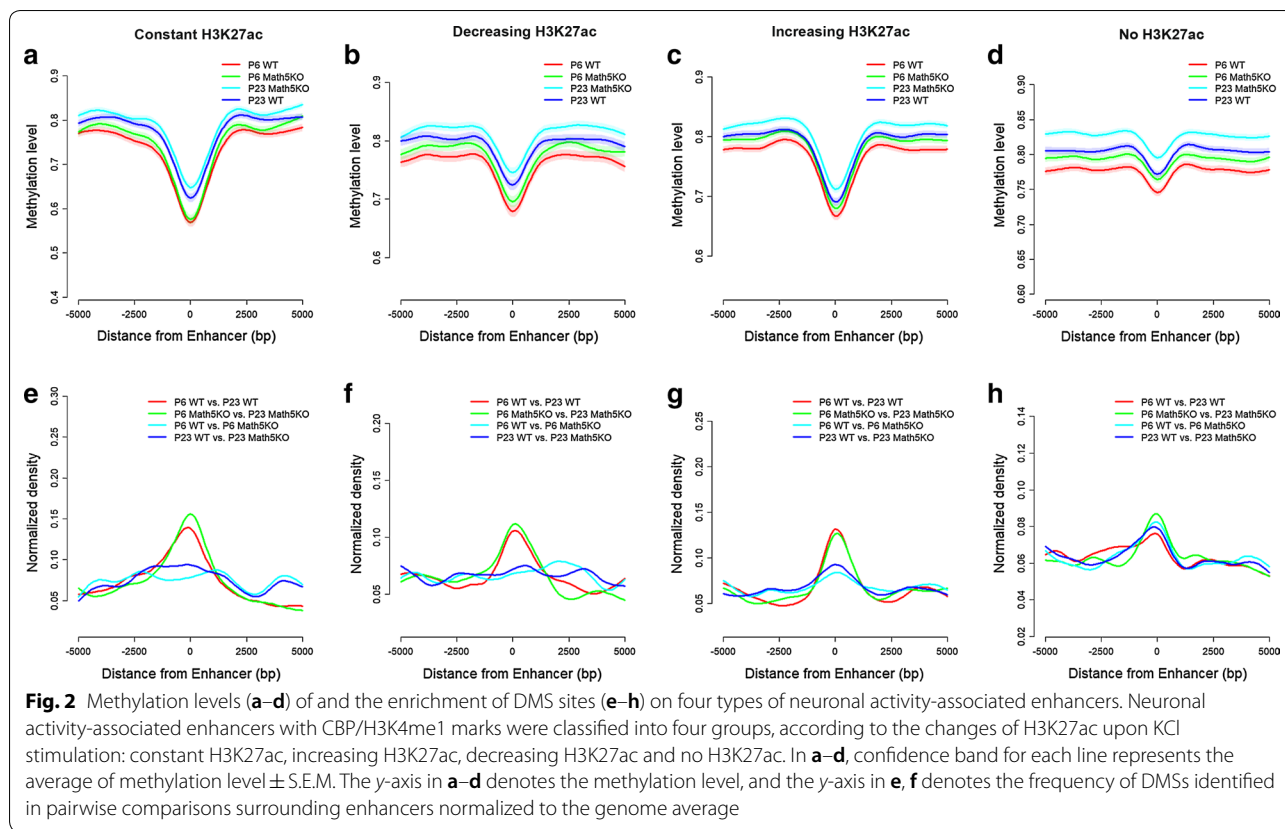 Constant H3K27ac
Decreasing H3K27ac
Increasing H3K27ac
No H3K27ac
a
P6 WT
P6 Math5KO
P23 Math5KO
P23 WT
Methylation level
0.9
0.8
0.7
0.6
0.5
0.4
-5000 -2500 0 2500 5000
Distance from Enhancer (bp)
b
P6 WT
P6 Math5KO
P23 Math5KO
P23 WT
Methylation level
0.9
0.8
0.7
0.6
-5000 -2500 0 2500 5000
Distance from Enhancer (bp)
c
P6 WT
P6 Math5KO
P23 Math5KO
P23 WT
Methylation level
0.9
0.8
0.7
0.6
-5000 -2500 0 2500 5000
Distance from Enhancer (bp)
d
P6 WT
P6 Math5KO
P23 Math5KO
P23 WT
Methylation level
0.90
0.85
0.80
0.75
0.70
0.65
0.60
-5000 -2500 0 2500 5000
Distance from Enhancer (bp)
e
P6 WT vs. P23 WT
P6 Math5KO vs. P23 Math5KO
P6 WT vs. P6 Math5KO
P23 WT vs. P23 Math5KO
Normalized density
0.30
0.25
0.20
0.15
0.10
0.05
-5000 -2500 0 2500 5000
Distance from Enhancer (bp)
f
P6 WT vs. P23 WT
P6 Math5KO vs. P23 Math5KO
P6 WT vs. P6 Math5KO
P23 WT vs. P23 Math5KO
Normalized density
0.20
0.15
0.10
0.05
-5000 -2500 0 2500 5000
Distance from Enhancer (bp)
g
P6 WT vs. P23 WT
P6 Math5KO vs. P23 Math5KO
P6 WT vs. P6 Math5KO
P23 WT vs. P23 Math5KO
Normalized density
0.25
0.20
0.15
0.10
0.05
-5000 -2500 0 2500 5000
Distance from Enhancer (bp)
h
P6 WT vs. P23 WT
P6 Math5KO vs. P23 Math5KO
P6 WT vs. P6 Math5KO
P23 WT vs. P23 Math5KO
Normalized density
0.14
0.12
0.10
0.08
0.06
0.04
0.02
-5000 -2500 0 2500 5000
Distance from Enhancer (bp)
Fig. 2 Methylation levels (a–d) of and the enrichment of DMS sites (e–h) on four types of neuronal activity-associated enhancers. Neuronal
activity-associated enhancers with CBP/H3K4me1 marks were classified into four groups, according to the changes of H3K27ac upon KCl
stimulation: constant H3K27ac, increasing H3K27ac, decreasing H3K27ac and no H3K27ac. In a–d, confidence band for each line represents the
average of methylation level ± S.E.M. The y-axis in a–d denotes the methylation level, and the y-axis in e, f denotes the frequency of DMSs identified
in pairwise comparisons surrounding enhancers normalized to the genome average